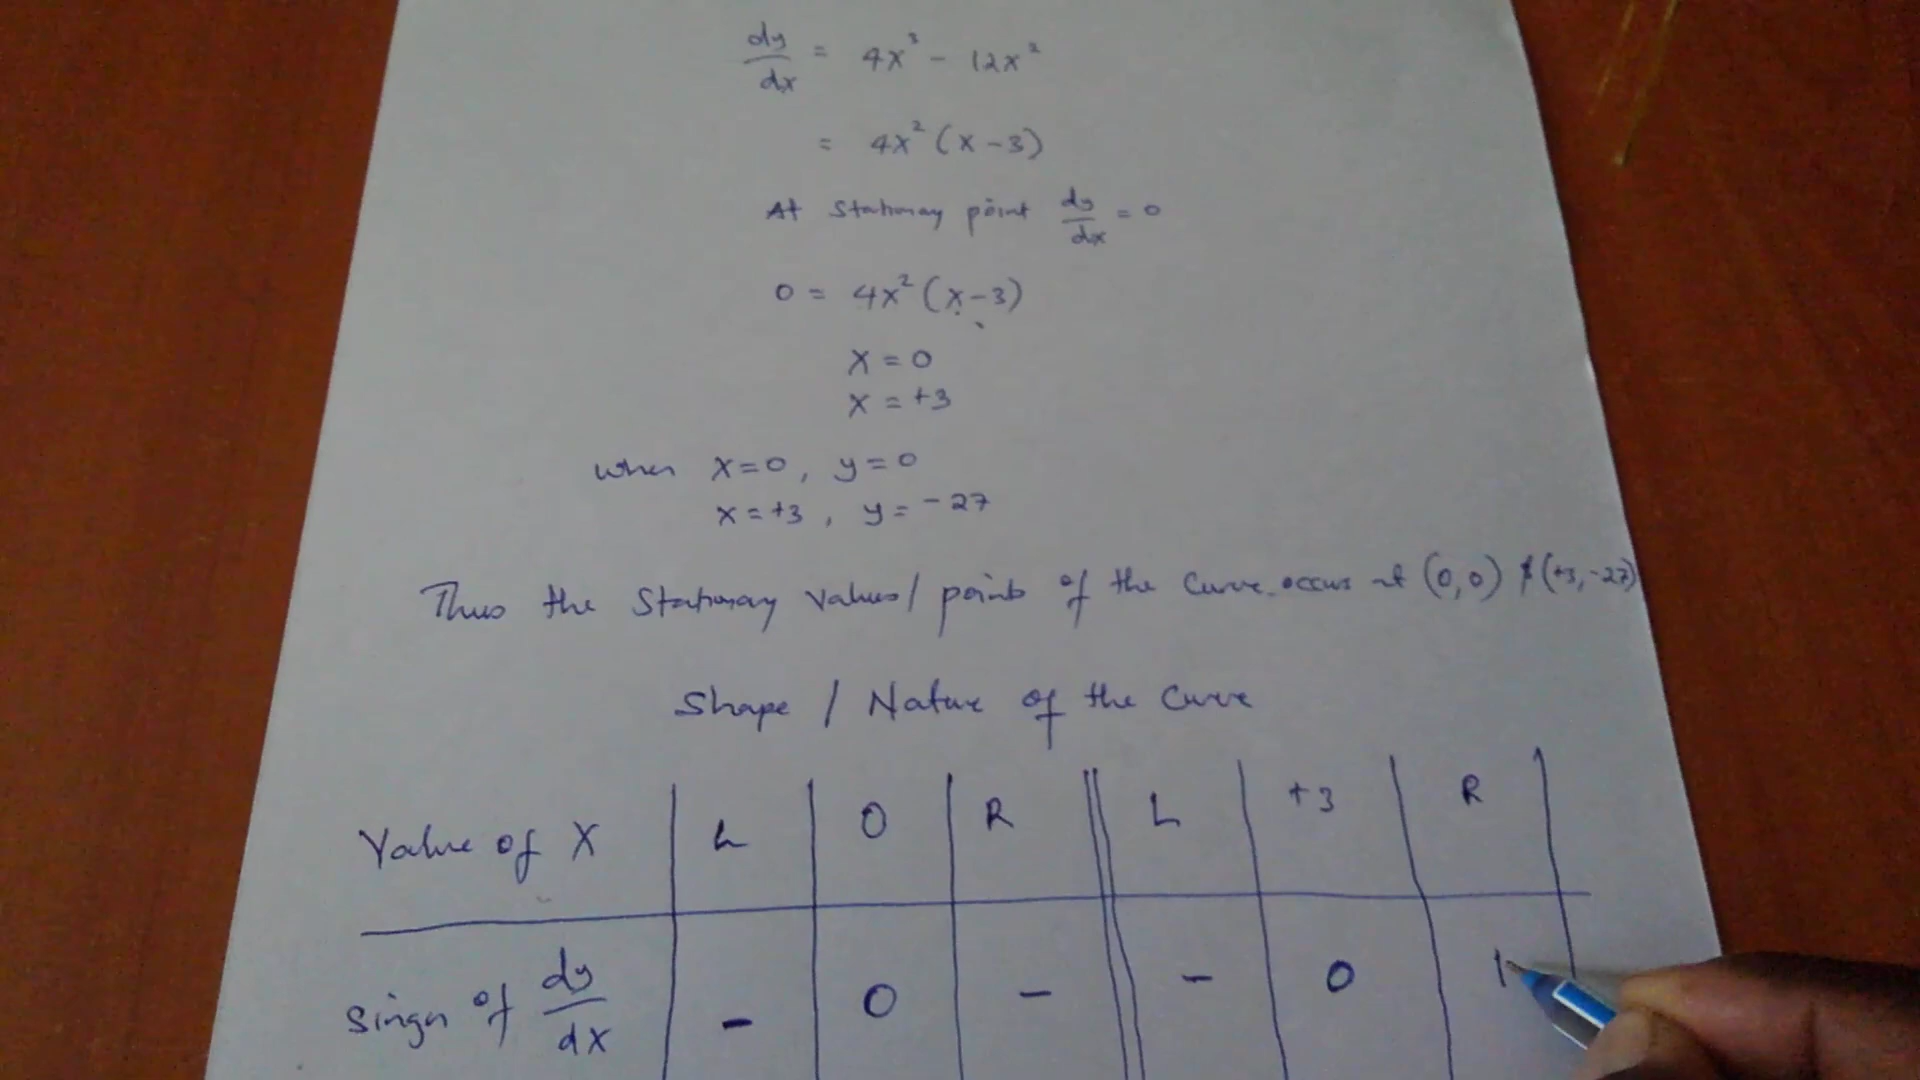 dy/dx = 4x³ - 12x²
= 4x² (x-3)
At Stationary point dy/dx = 0
0 = 4x² (x-3)
x = 0
x = +3
when x=0, y=0
x=+3, y=-27
Thus the Stationary values/ points of the curve occurs at (0,0) & (+3,-27)
Shape / Nature of the Curve
Value of X | L | 0 | R || L | +3 | R
Singn of dy/dx | - | 0 | - || - | 0 |